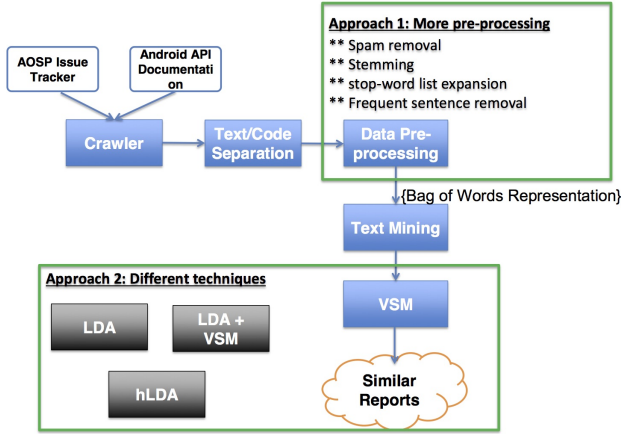 Approach 1: More pre-processing
** Spam removal
** Stemming
** stop-word list expansion
** Frequent sentence removal
AOSP Issue
Tracker
Android API
Documentati
on
Crawler
Text/Code
Separation
Data Pre-
processing
{Bag of Words Representation}
Text Mining
Approach 2: Different techniques
LDA
LDA +
VSM
hLDA
VSM
Similar
Reports